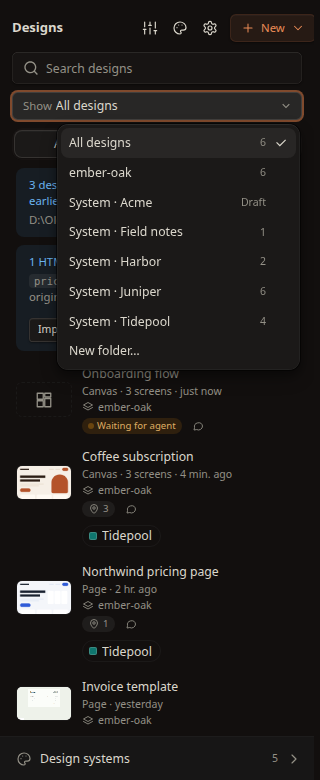 Designs
New
Search designs
Show All designs
All designs 6
ember-oak 6
System · Acme Draft
System · Field notes 1
System · Harbor 2
System · Juniper 6
System · Tidepool 4
New folder...
3 des
earlie
D:\Ol
1 HTM
pric
origin
Imp
Onboarding flow
Canvas · 3 screens · just now
ember-oak
Waiting for agent
Coffee subscription
Canvas · 3 screens · 4 min. ago
ember-oak
3
Tidepool
Northwind pricing page
Page · 2 hr. ago
ember-oak
1
Tidepool
Invoice template
Page · yesterday
ember-oak
Design systems 5